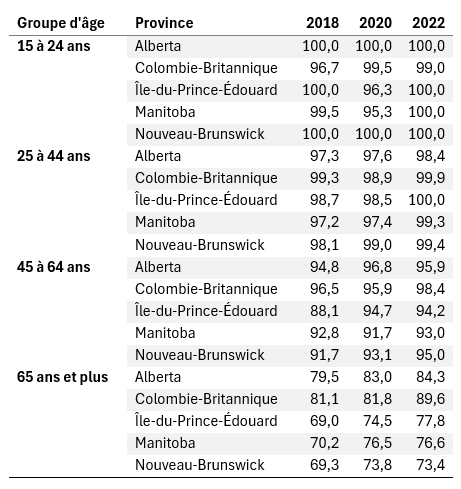 Groupe d'âge Province 2018 2020 2022
15 à 24 ans Alberta 100,0 100,0 100,0
Colombie-Britannique 96,7 99,5 99,0
Île-du-Prince-Édouard 100,0 96,3 100,0
Manitoba 99,5 95,3 100,0
Nouveau-Brunswick 100,0 100,0 100,0
25 à 44 ans Alberta 97,3 97,6 98,4
Colombie-Britannique 99,3 98,9 99,9
Île-du-Prince-Édouard 98,7 98,5 100,0
Manitoba 97,2 97,4 99,3
Nouveau-Brunswick 98,1 99,0 99,4
45 à 64 ans Alberta 94,8 96,8 95,9
Colombie-Britannique 96,5 95,9 98,4
Île-du-Prince-Édouard 88,1 94,7 94,2
Manitoba 92,8 91,7 93,0
Nouveau-Brunswick 91,7 93,1 95,0
65 ans et plus Alberta 79,5 83,0 84,3
Colombie-Britannique 81,1 81,8 89,6
Île-du-Prince-Édouard 69,0 74,5 77,8
Manitoba 70,2 76,5 76,6
Nouveau-Brunswick 69,3 73,8 73,4